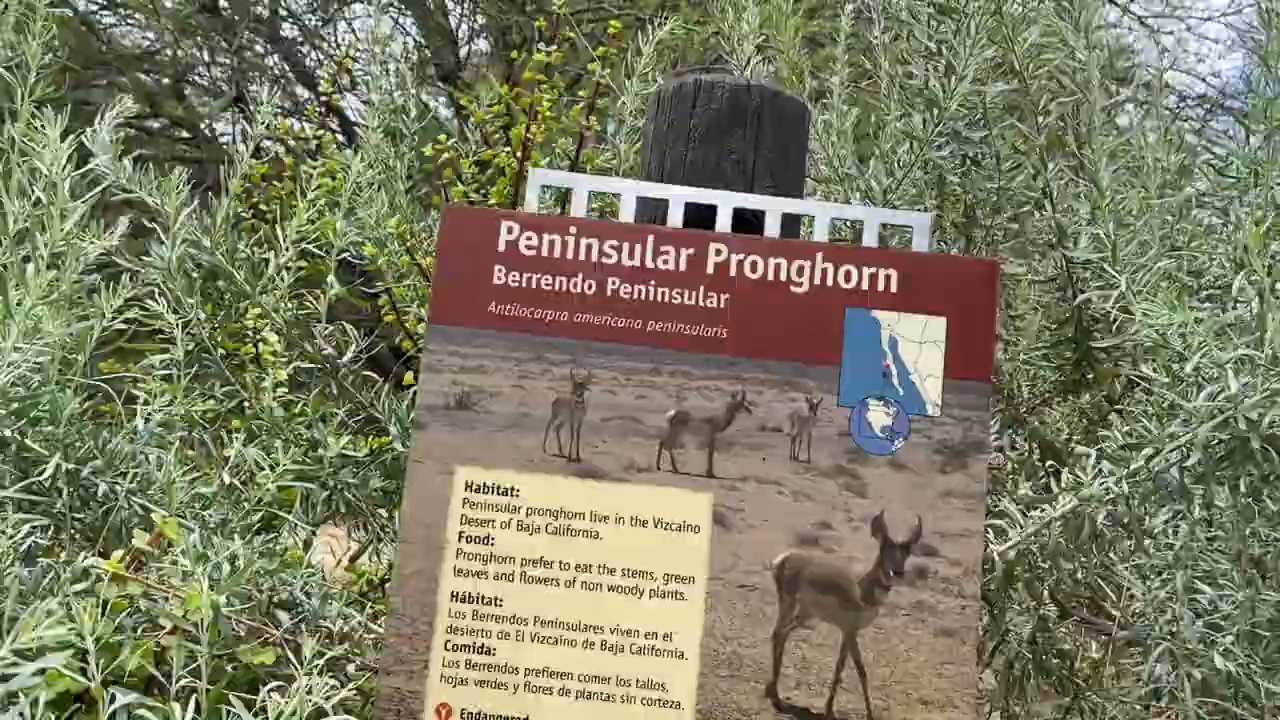 Peninsular Pronghorn
Berrendo Peninsular
Antilocarpra americana peninsularis
Habitat:
Peninsular pronghorn live in the Vizcaino
Desert of Baja California.
Food:
Pronghorn prefer to eat the stems, green
leaves and flowers of non woody plants.
Hábitat:
Los Berrendos Peninsulares viven en el
desierto de El Vizcaíno de Baja California.
Comida:
Los Berrendos prefieren comer los tallos,
hojas verdes y flores de plantas sin corteza.
Endangered